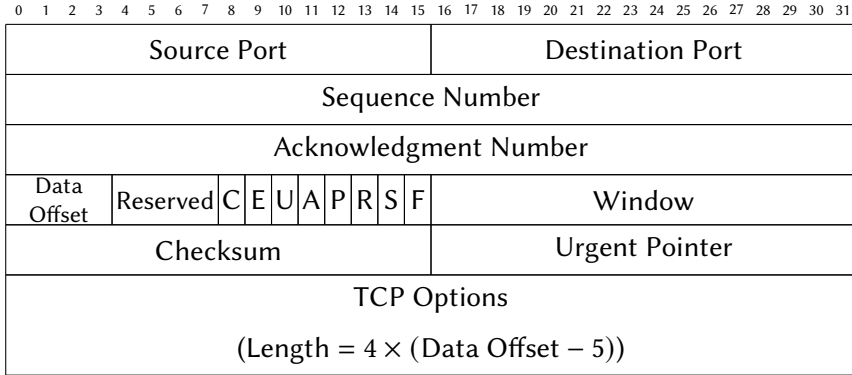 0 1 2 3 4 5 6 7 8 9 10 11 12 13 14 15 16 17 18 19 20 21 22 23 24 25 26 27 28 29 30 31
Source Port Destination Port
Sequence Number
Acknowledgment Number
Data
Offset
Reserved C E U A P R S F Window
Checksum Urgent Pointer
TCP Options
(Length = 4 × (Data Offset − 5))